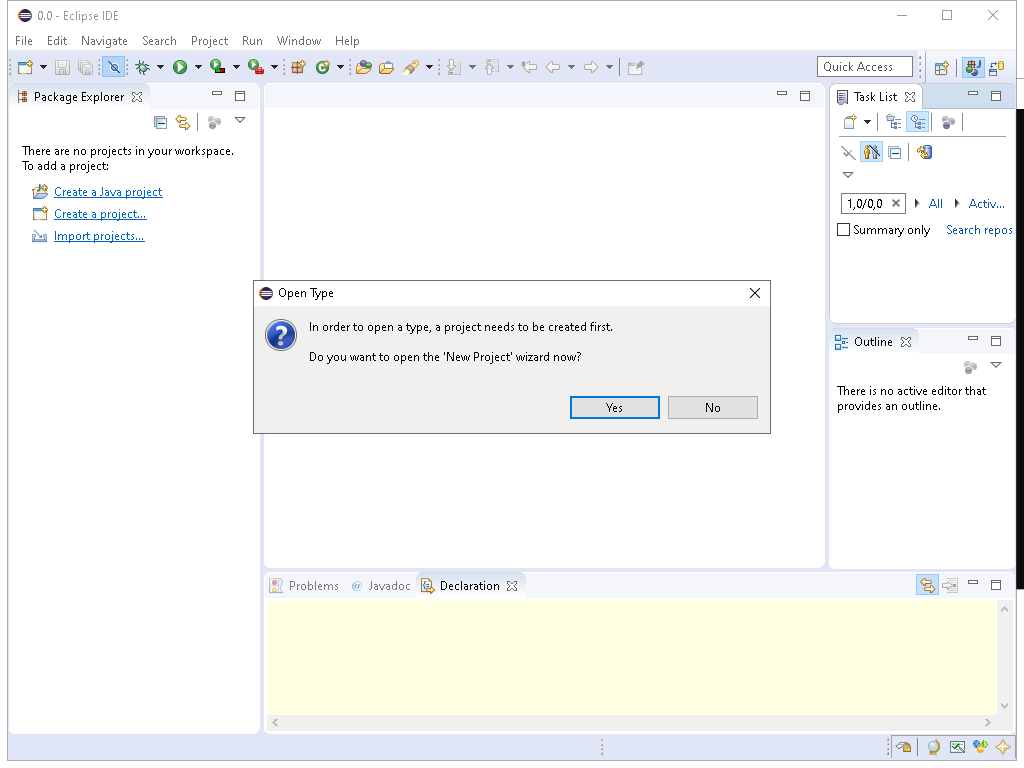 0.0 - Eclipse IDE
File Edit Navigate Search Project Run Window Help
Quick Access
Package Explorer
There are no projects in your workspace.
To add a project:
Create a Java project
Create a project...
Import projects...
Task List
1,0/0,0 All Activ...
Summary only Search repos
Open Type
In order to open a type, a project needs to be created first.
Do you want to open the 'New Project' wizard now?
Yes No
Outline
There is no active editor that
provides an outline.
Problems @ Javadoc Declaration